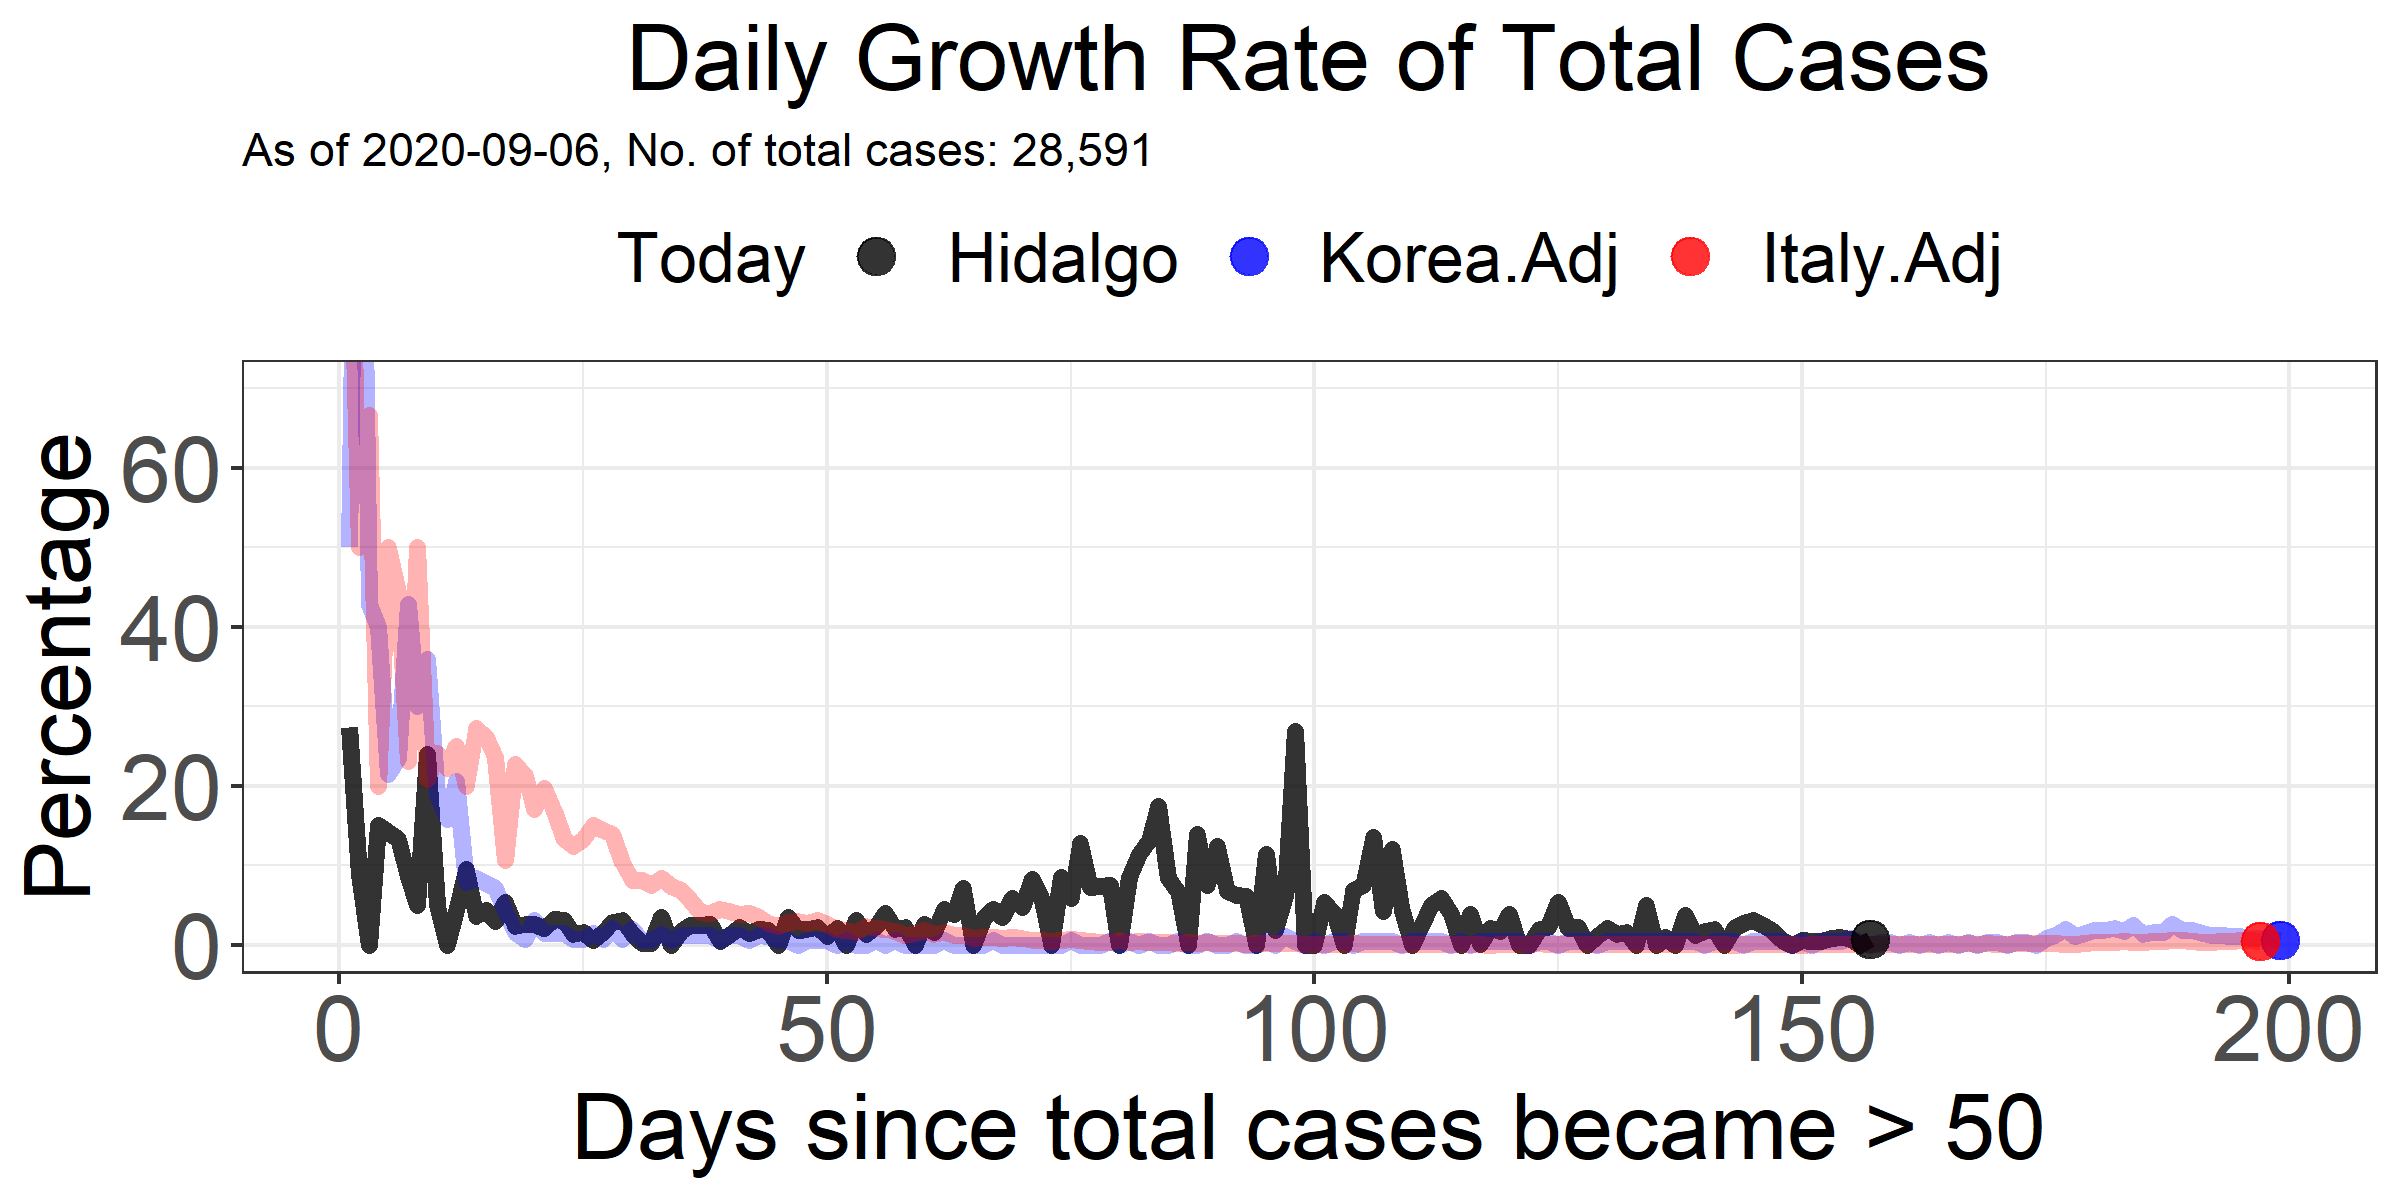 Daily Growth Rate of Total Cases
As of 2020-09-06, No. of total cases: 28,591
Today Hidalgo Korea.Adj Italy.Adj
Percentage
60
40
20
0
0 50 100 150 200
Days since total cases became > 50